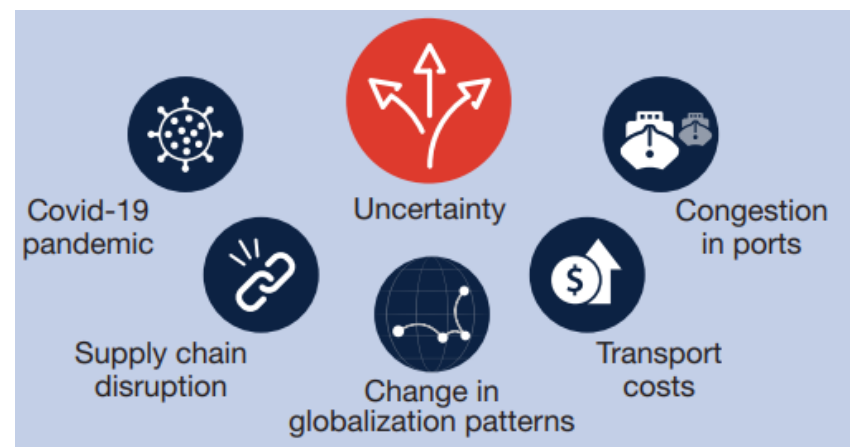 Covid-19
pandemic
Uncertainty
Congestion
in ports
Supply chain
disruption
$
Change in
globalization patterns
Transport
costs